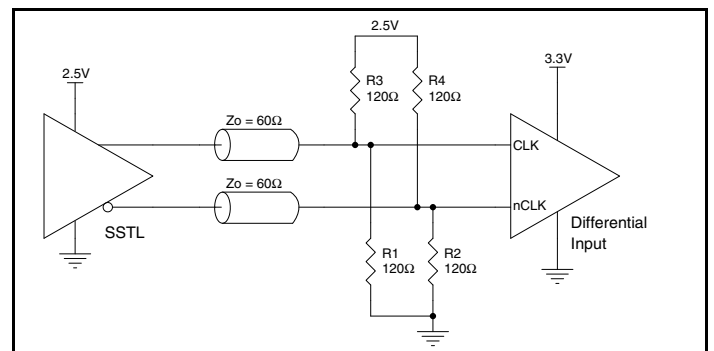 2.5V
3.3V
2.5V
R3
120Ω
R4
120Ω
Zo = 60Ω
CLK
Zo = 60Ω
nCLK
SSTL
Differential
Input
R1
120Ω
R2
120Ω